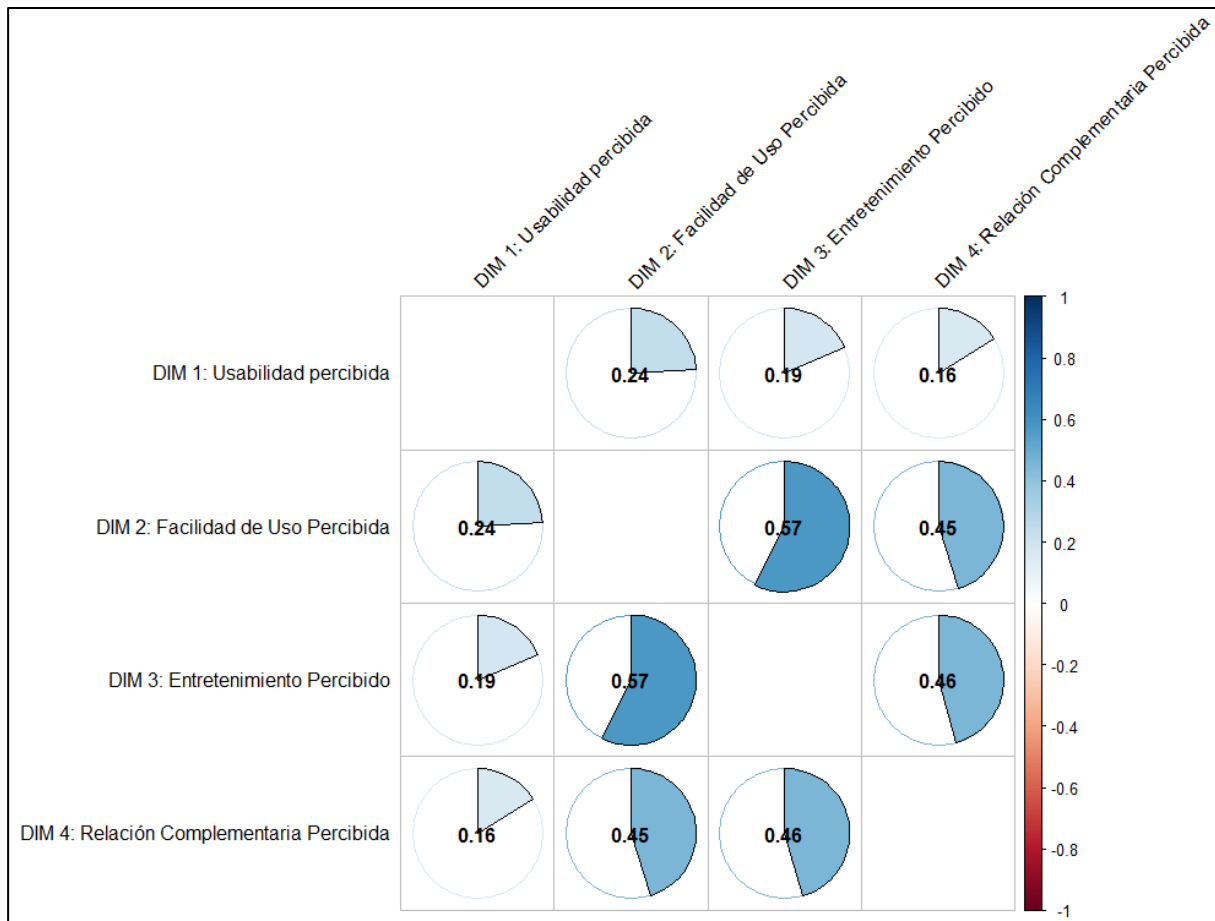 DIM 1: Usabilidad percibida
DIM 2: Facilidad de Uso Percibida
DIM 3: Entretenimiento Percibido
DIM 4: Relación Complementaria Percibida
DIM 1: Usabilidad percibida
0.24
0.19
0.16
DIM 2: Facilidad de Uso Percibida
0.24
0.57
0.45
DIM 3: Entretenimiento Percibido
0.19
0.57
0.46
DIM 4: Relación Complementaria Percibida
0.16
0.45
0.46
1
0.8
0.6
0.4
0.2
0
-0.2
-0.4
-0.6
-0.8
-1